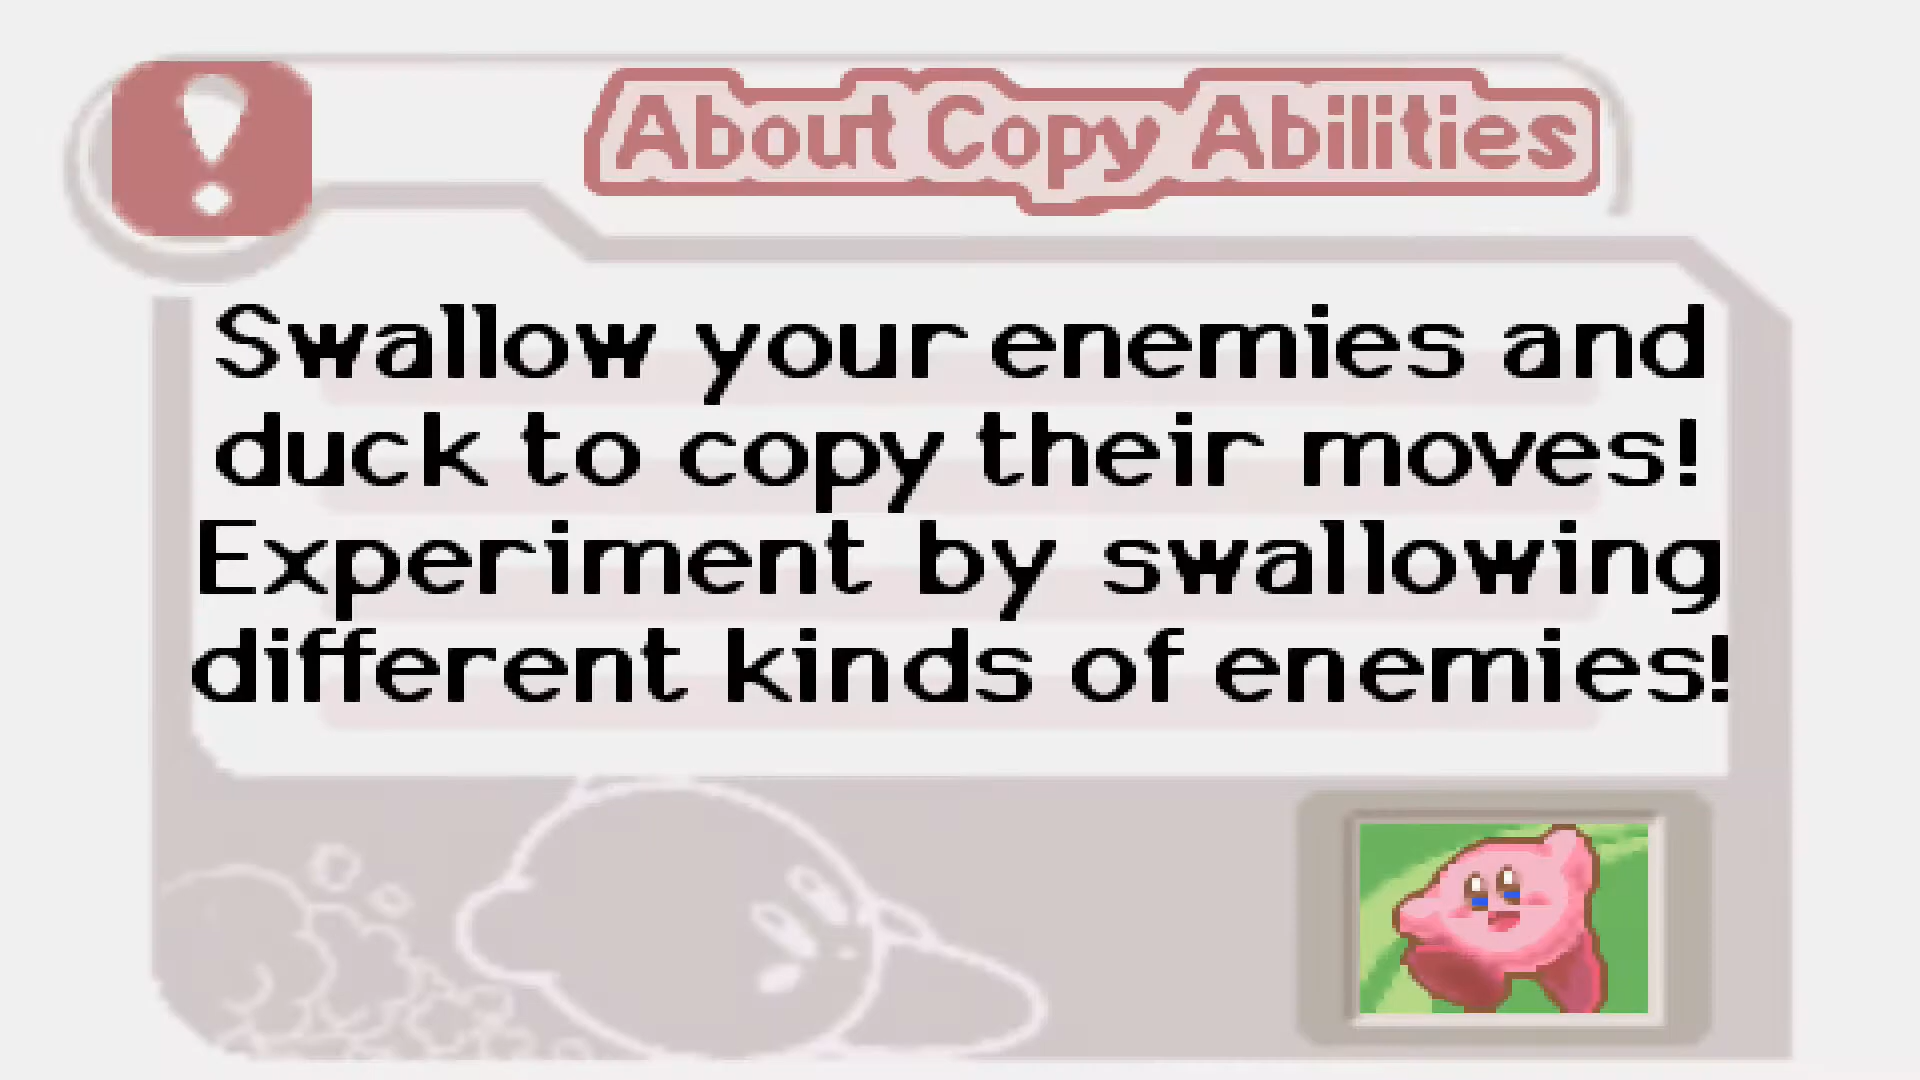 About Copy Abilities
Swallow your enemies and
duck to copy their moves!
Experiment by swallowing
different kinds of enemies!